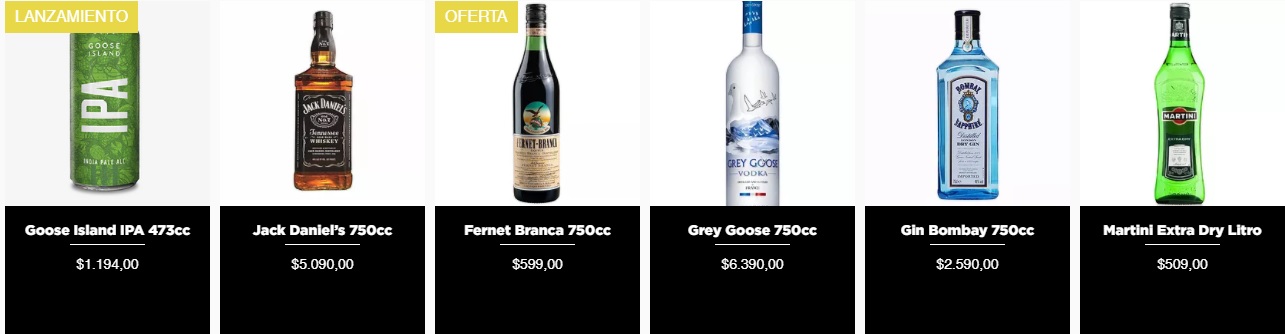 LANZAMIENTO
GOOSE
ISLAND
IPA
INDIA PALE ALE
Goose Island IPA 473cc
$1.194,00
JACK DANIEL'S
Tennessee
WHISKEY
Jack Daniel's 750cc
$5.090,00
OFERTA
FERNET-BRANCA
Fernet Branca 750cc
$599,00
GREY GOOSE
VODKA
Grey Goose 750cc
$6.390,00
BOMBAY
SAPPHIRE
Distilled
DRY GIN
Gin Bombay 750cc
$2.590,00
MARTINI
Martini Extra Dry Litro
$509,00